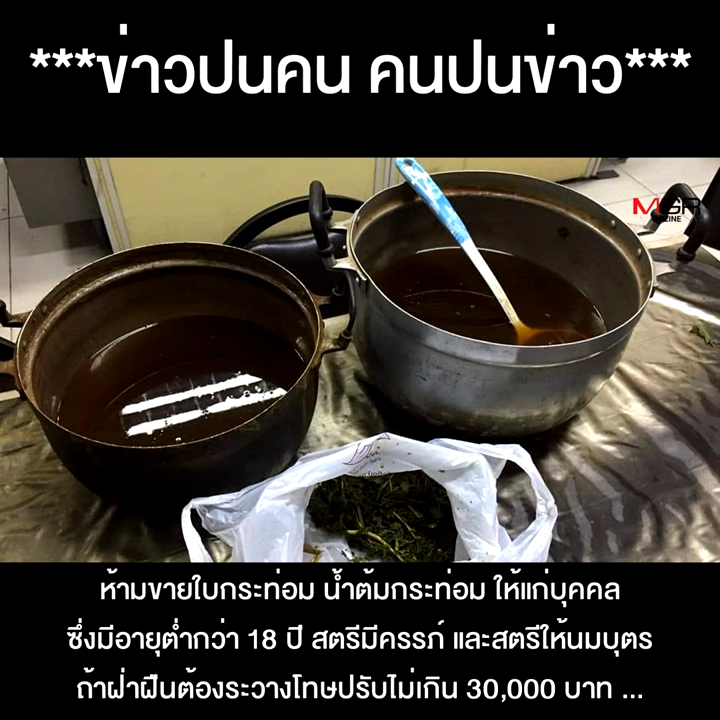 ***ข่าวปนคน คนปนข่าว***
MGR
ZINE
ห้ามขายใบกระท่อม น้ำต้มกระท่อม ให้แก่บุคคล
ซึ่งมีอายุต่ำกว่า 18 ปี สตรีมีครรภ์ และสตรีให้นมบุตร
ถ้าฝ่าฝืนต้องระวางโทษปรับไม่เกิน 30,000 บาท ...